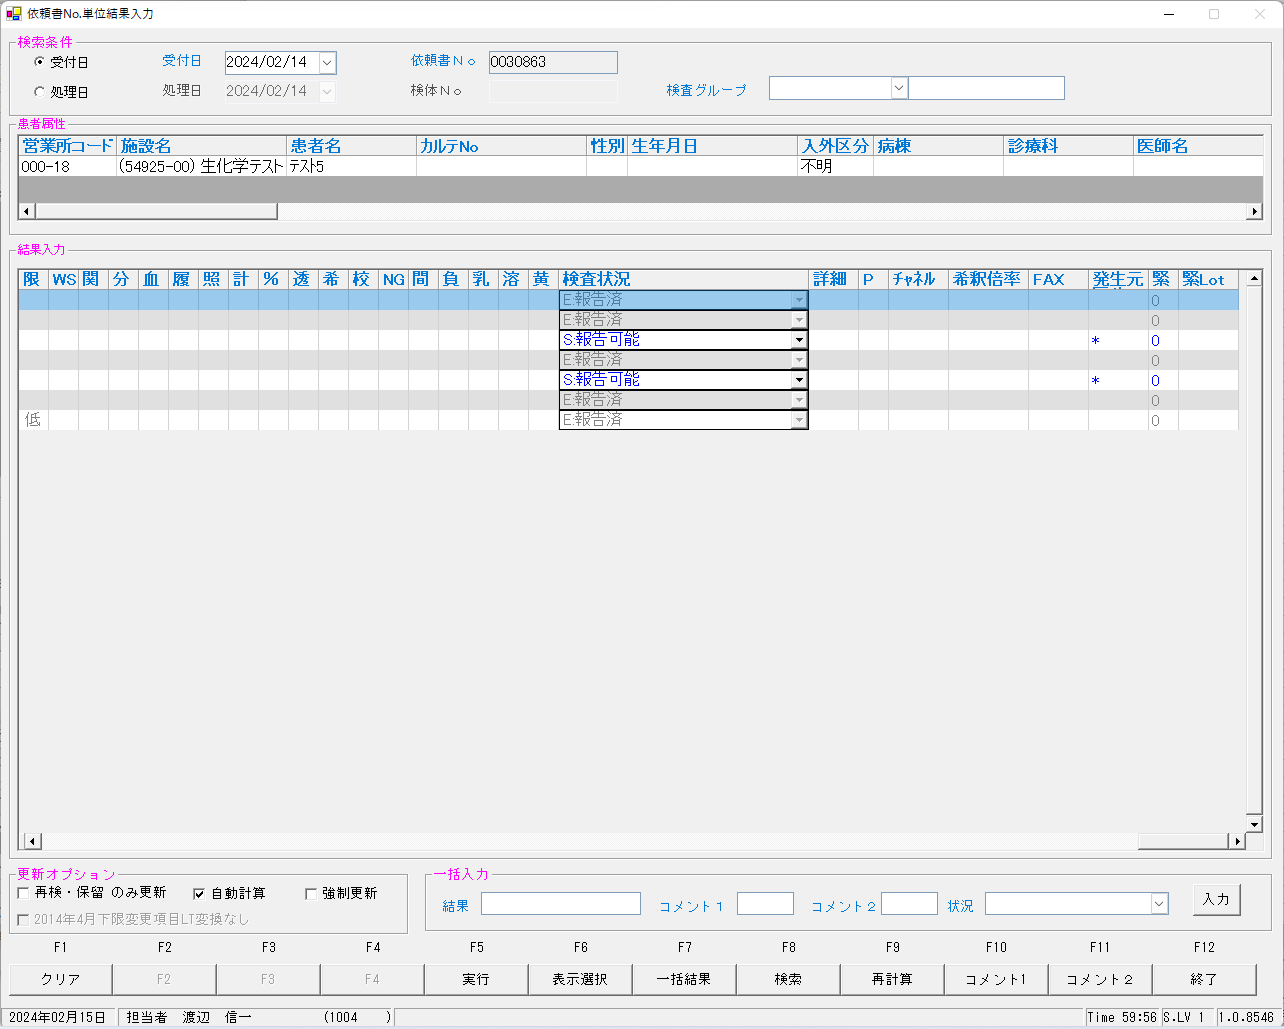 依頼書No.単位結果入力
検索条件
受付日 受付日 2024/02/14 依頼書No 0030863
処理日 処理日 2024/02/14 検体No 検査グループ
患者属性
営業所コード 施設名 患者名 カルテNo 性別 生年月日 入外区分 病棟 診療科 医師名
000-18 (54925-00) 生化学テスト テスト5 不明
結果入力
限 WS 関 分 血 履 照 計 % 透 希 校 NG 間 負 乳 溶 黄 検査状況 詳細 P チャネル 希釈倍率 FAX 発生元 緊 緊Lot
E:報告済 0
E:報告済 0
S:報告可能 * 0
E:報告済 0
S:報告可能 * 0
E:報告済 0
低 E:報告済 0
更新オプション 一括入力
再検・保留 のみ更新 自動計算 強制更新
結果 コメント1 コメント2 状況 入力
2014年4月下限変更項目LT変換なし
F1 F2 F3 F4 F5 F6 F7 F8 F9 F10 F11 F12
クリア F2 F3 F4 実行 表示選択 一括結果 検索 再計算 コメント1 コメント2 終了
2024年02月15日 担当者 渡辺 信一 (1004 ) Time 59:56 S.LV 1 1.0.8546